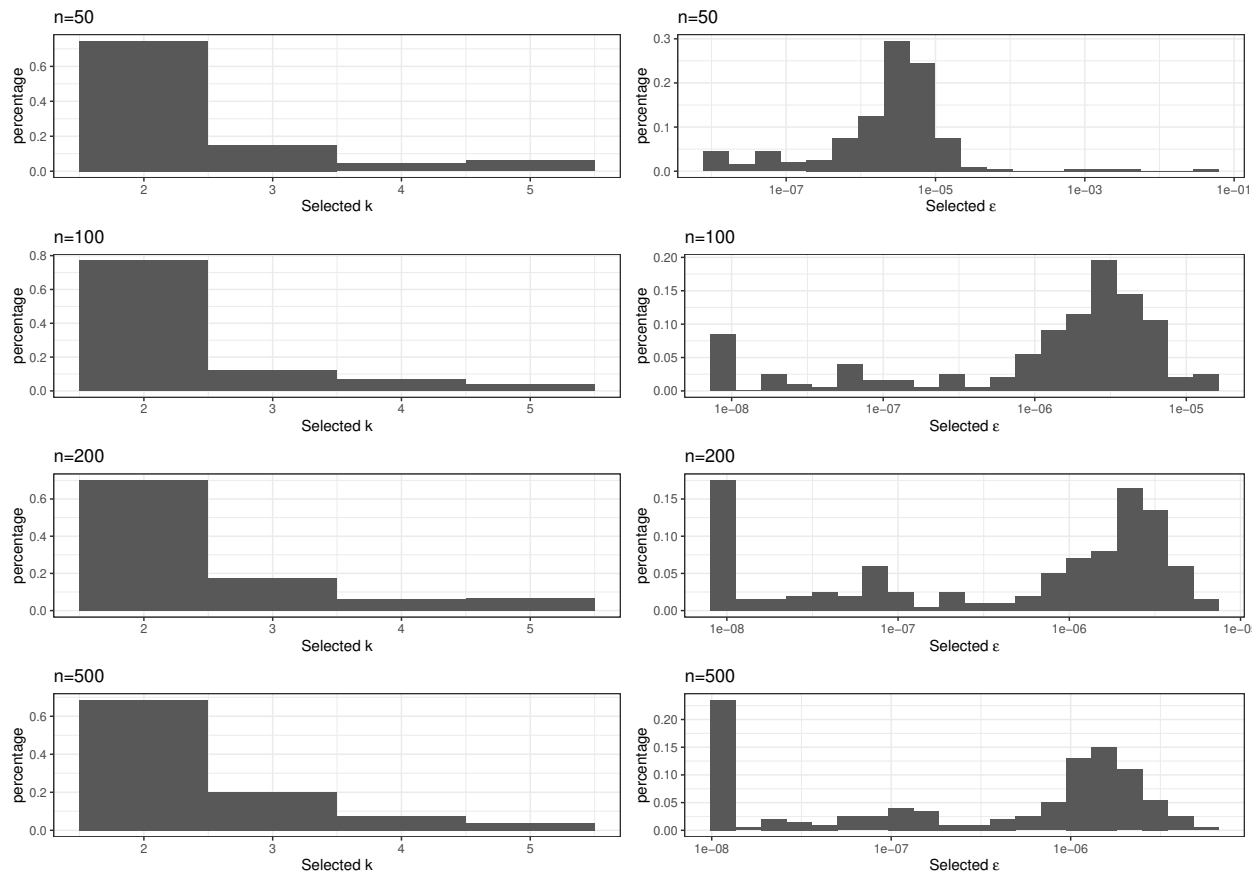 n=50
percentage
0.6
0.4
0.2
0.0
2 3 4 5
Selected k
n=50
percentage
0.3
0.2
0.1
0.0
1e-07 1e-05 1e-03 1e-01
Selected ε
n=100
percentage
0.8
0.6
0.4
0.2
0.0
2 3 4 5
Selected k
n=100
percentage
0.20
0.15
0.10
0.05
0.00
1e-08 1e-07 1e-06 1e-05
Selected ε
n=200
percentage
0.6
0.4
0.2
0.0
2 3 4 5
Selected k
n=200
percentage
0.15
0.10
0.05
0.00
1e-08 1e-07 1e-06 1e-0
Selected ε
n=500
percentage
0.6
0.4
0.2
0.0
2 3 4 5
Selected k
n=500
percentage
0.20
0.15
0.10
0.05
0.00
1e-08 1e-07 1e-06
Selected ε